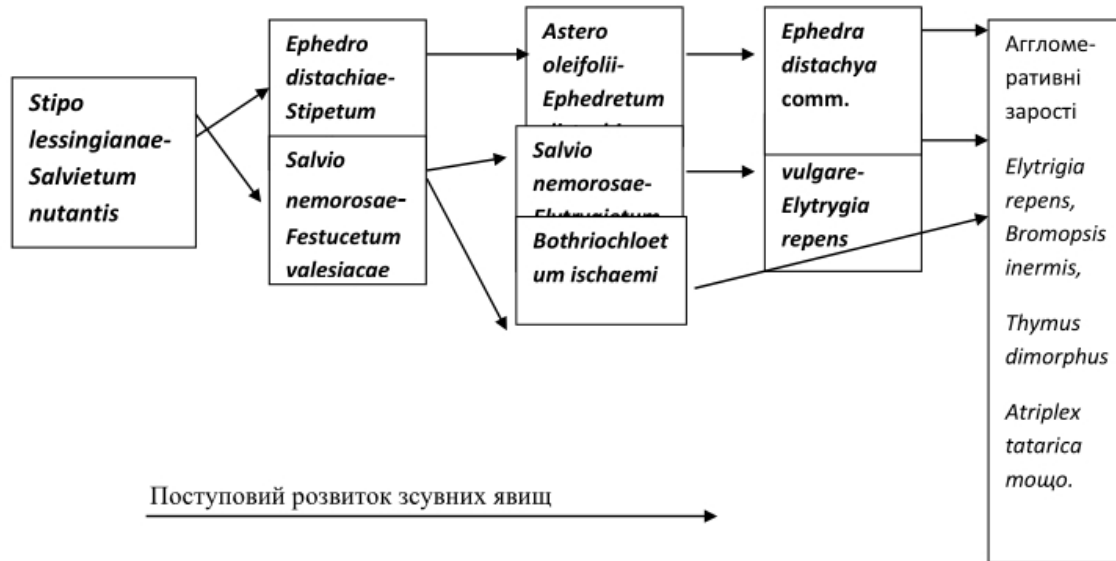 Stipo
lessingianae-
Salvietum
nutantis
Ephedro
distachiae-
Stipetum
Salvio
nemorosae-
Festucetum
valesiacae
Astero
oleifolii-
Ephedretum
Salvio
nemorosae-
Elytrygietum
Bothriochloet
um ischaemi
Ephedra
distachya
comm.
vulgare-
Elytrygia
repens
Аггломе-
ративні
зарості
Elytrigia
repens,
Bromopsis
inermis,
Thymus
dimorphus
Atriplex
tatarica
тощо.
Поступовий розвиток зсувних явищ